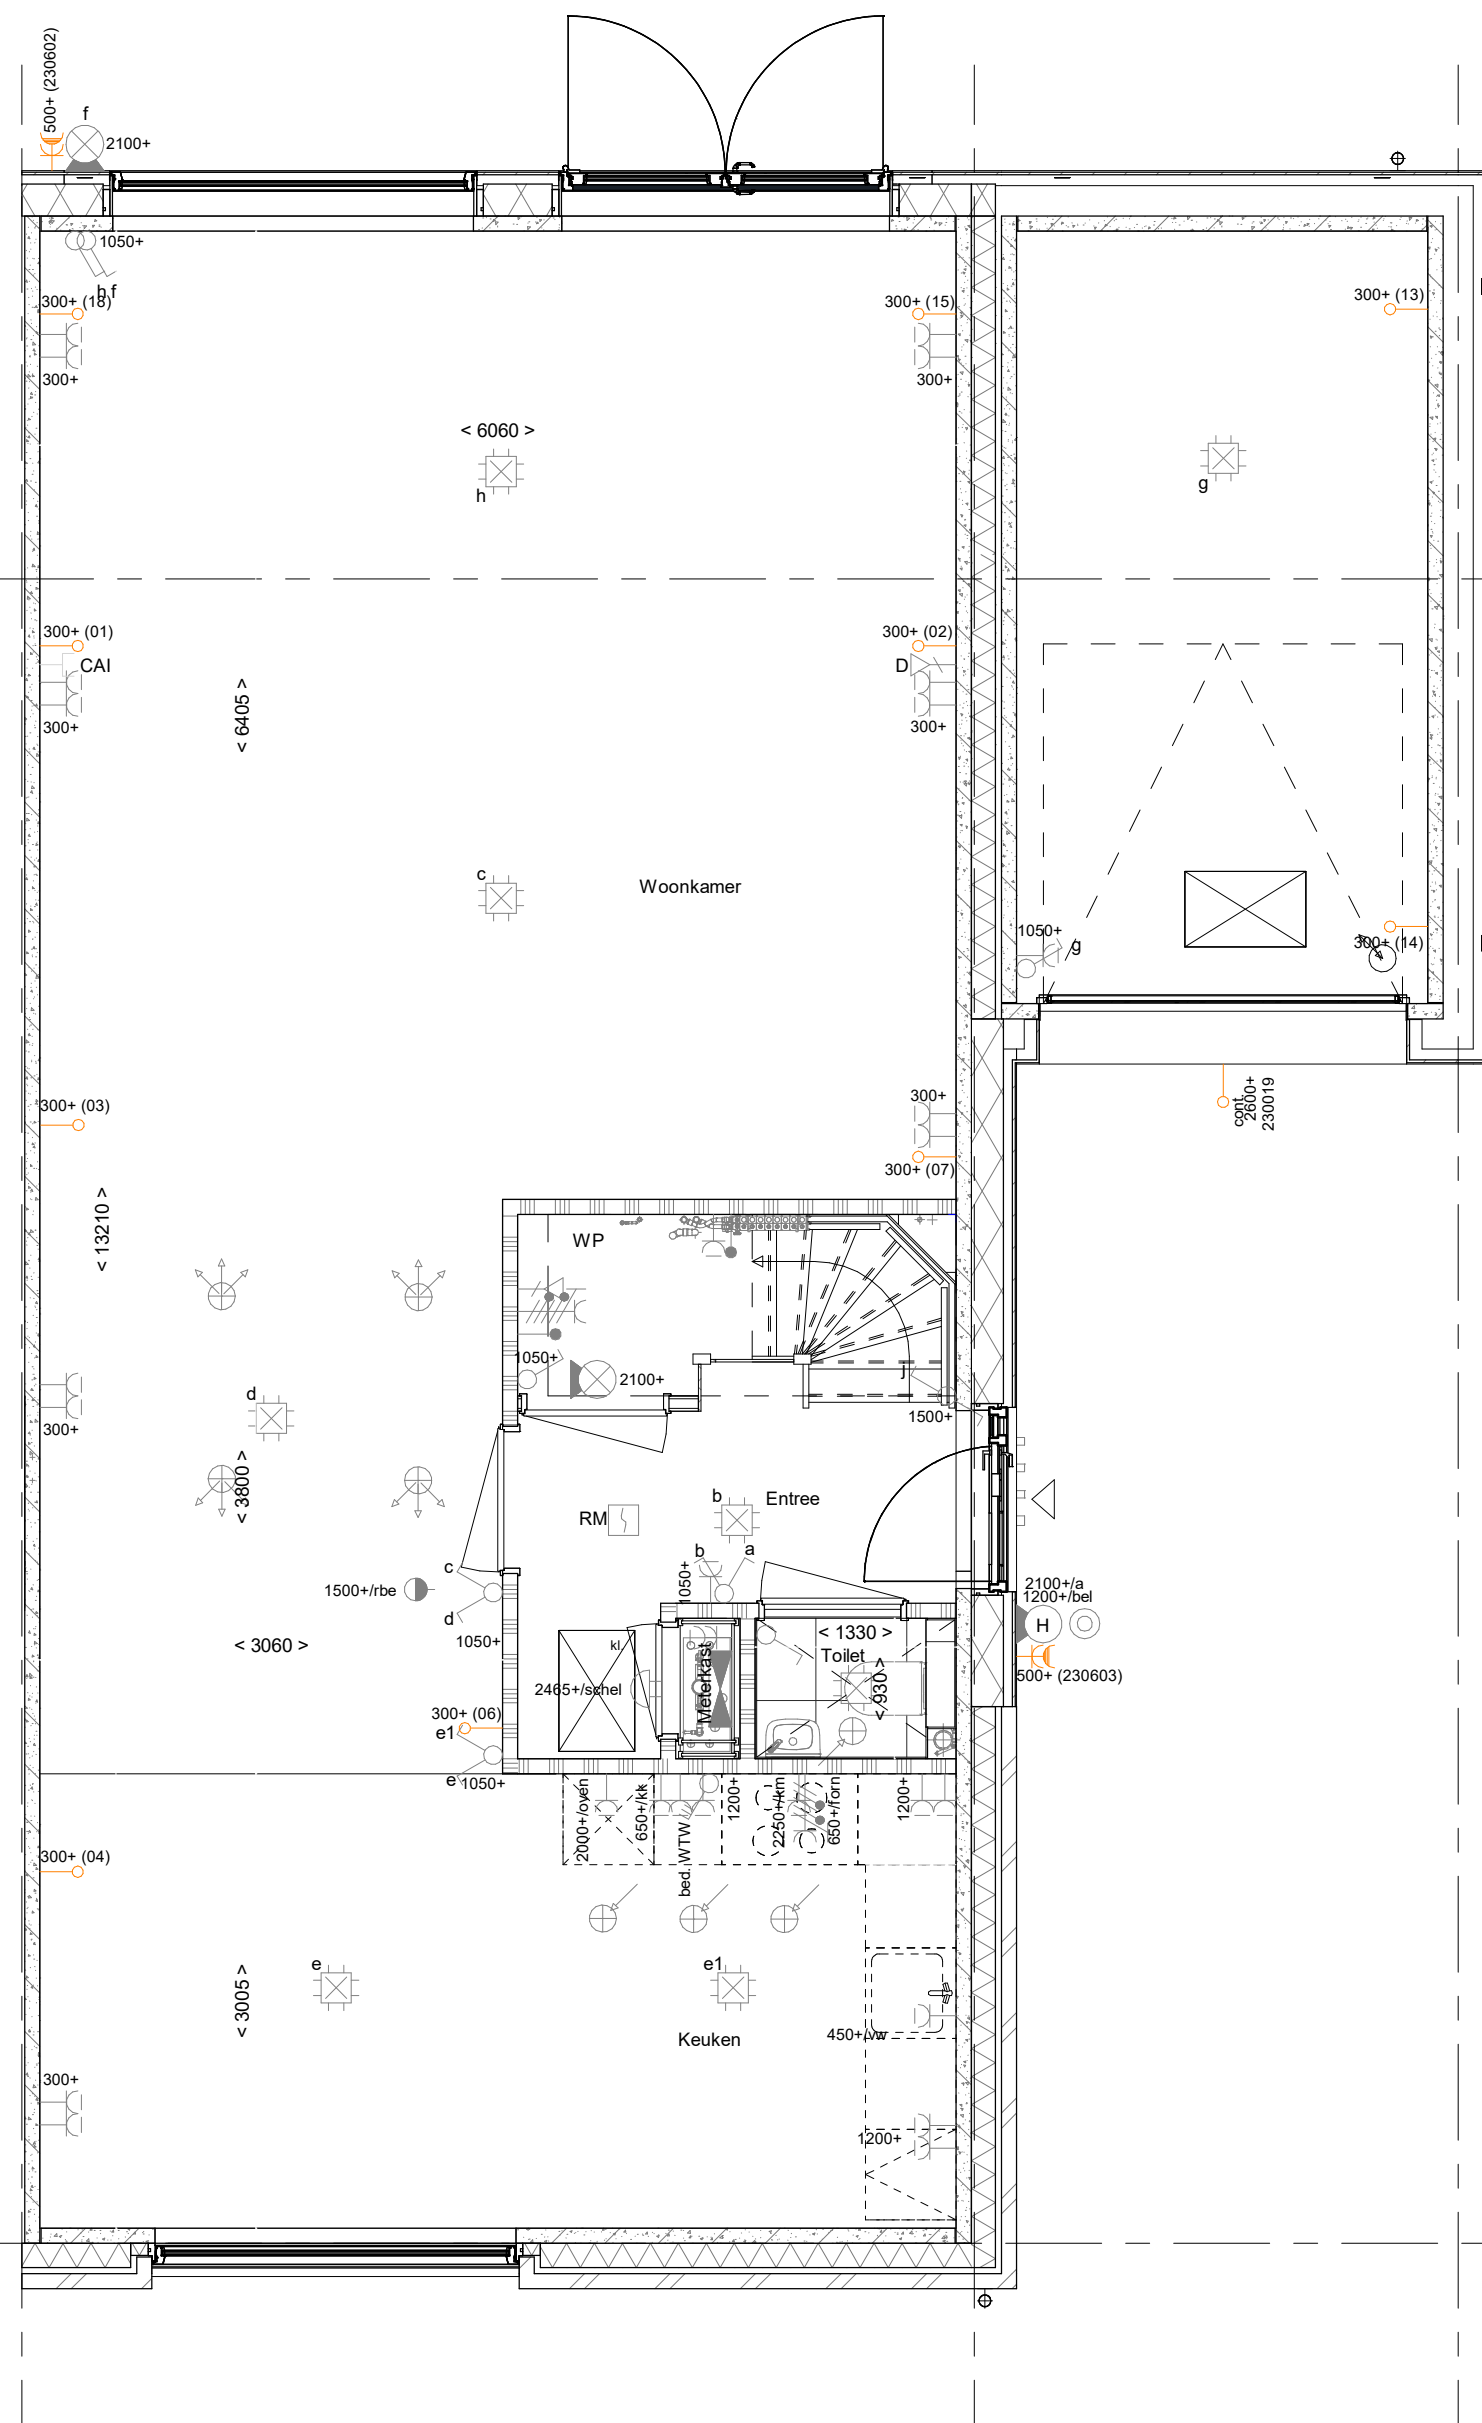 500+ (230602)
f
2100+
1050+
h,f
300+ (18)
300+ (15)
300+ (13)
300+
300+
< 6060 >
h
g
300+ (01)
300+ (02)
CAI
D
300+
300+
< 6405 >
c
Woonkamer
1050+
g
300+ (14)
300+ (03)
300+
300+ (07)
cont.
2600+
230019
< 13210 >
WP
1050+
2100+
j
1500+
d
300+
< 3800 >
RM
b
Entree
b
a
1050+
c
d
1500+/rbe
1050+
2100+/a
1200+/bel
H
500+ (230603)
< 3060 >
kl.
Meterkast
< 1330 >
Toilet
< 930 >
2465+/schel
300+ (06)
e1
e
1050+
2000+/oven
650+/kk
bed. WTW
1200+
2250+/km
650+/forn
1200+
300+ (04)
e
e1
< 3005 >
Keuken
450+/vw
300+
1200+